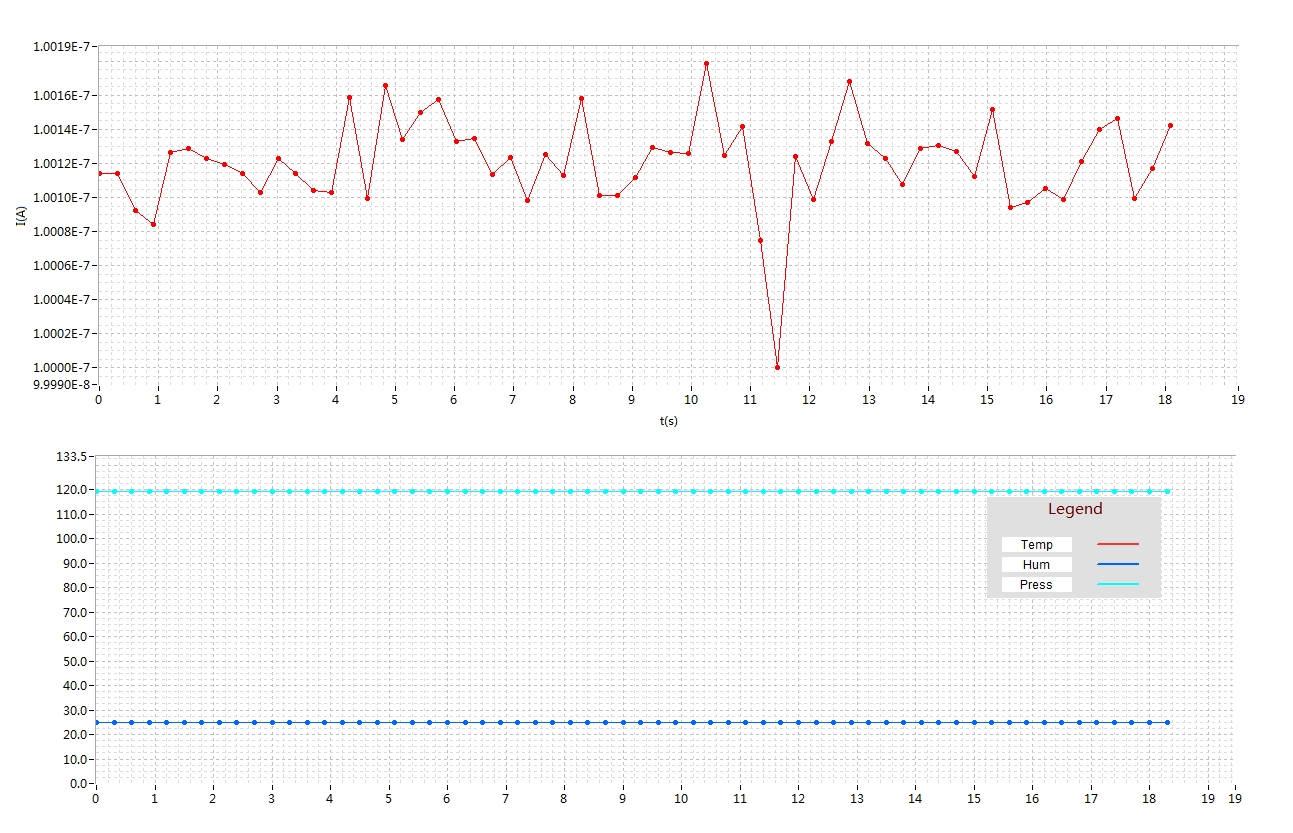 1.0019E-7
1.0016E-7
1.0014E-7
1.0012E-7
1.0010E-7
1.0008E-7
1.0006E-7
1.0004E-7
1.0002E-7
1.0000E-7
9.9990E-8
I(A)
0 1 2 3 4 5 6 7 8 9 10 11 12 13 14 15 16 17 18 19
t(s)
133.5
120.0
110.0
100.0
90.0
80.0
70.0
60.0
50.0
40.0
30.0
20.0
10.0
0.0
Legend
Temp
Hum
Press
0 1 2 3 4 5 6 7 8 9 10 11 12 13 14 15 16 17 18 19 19